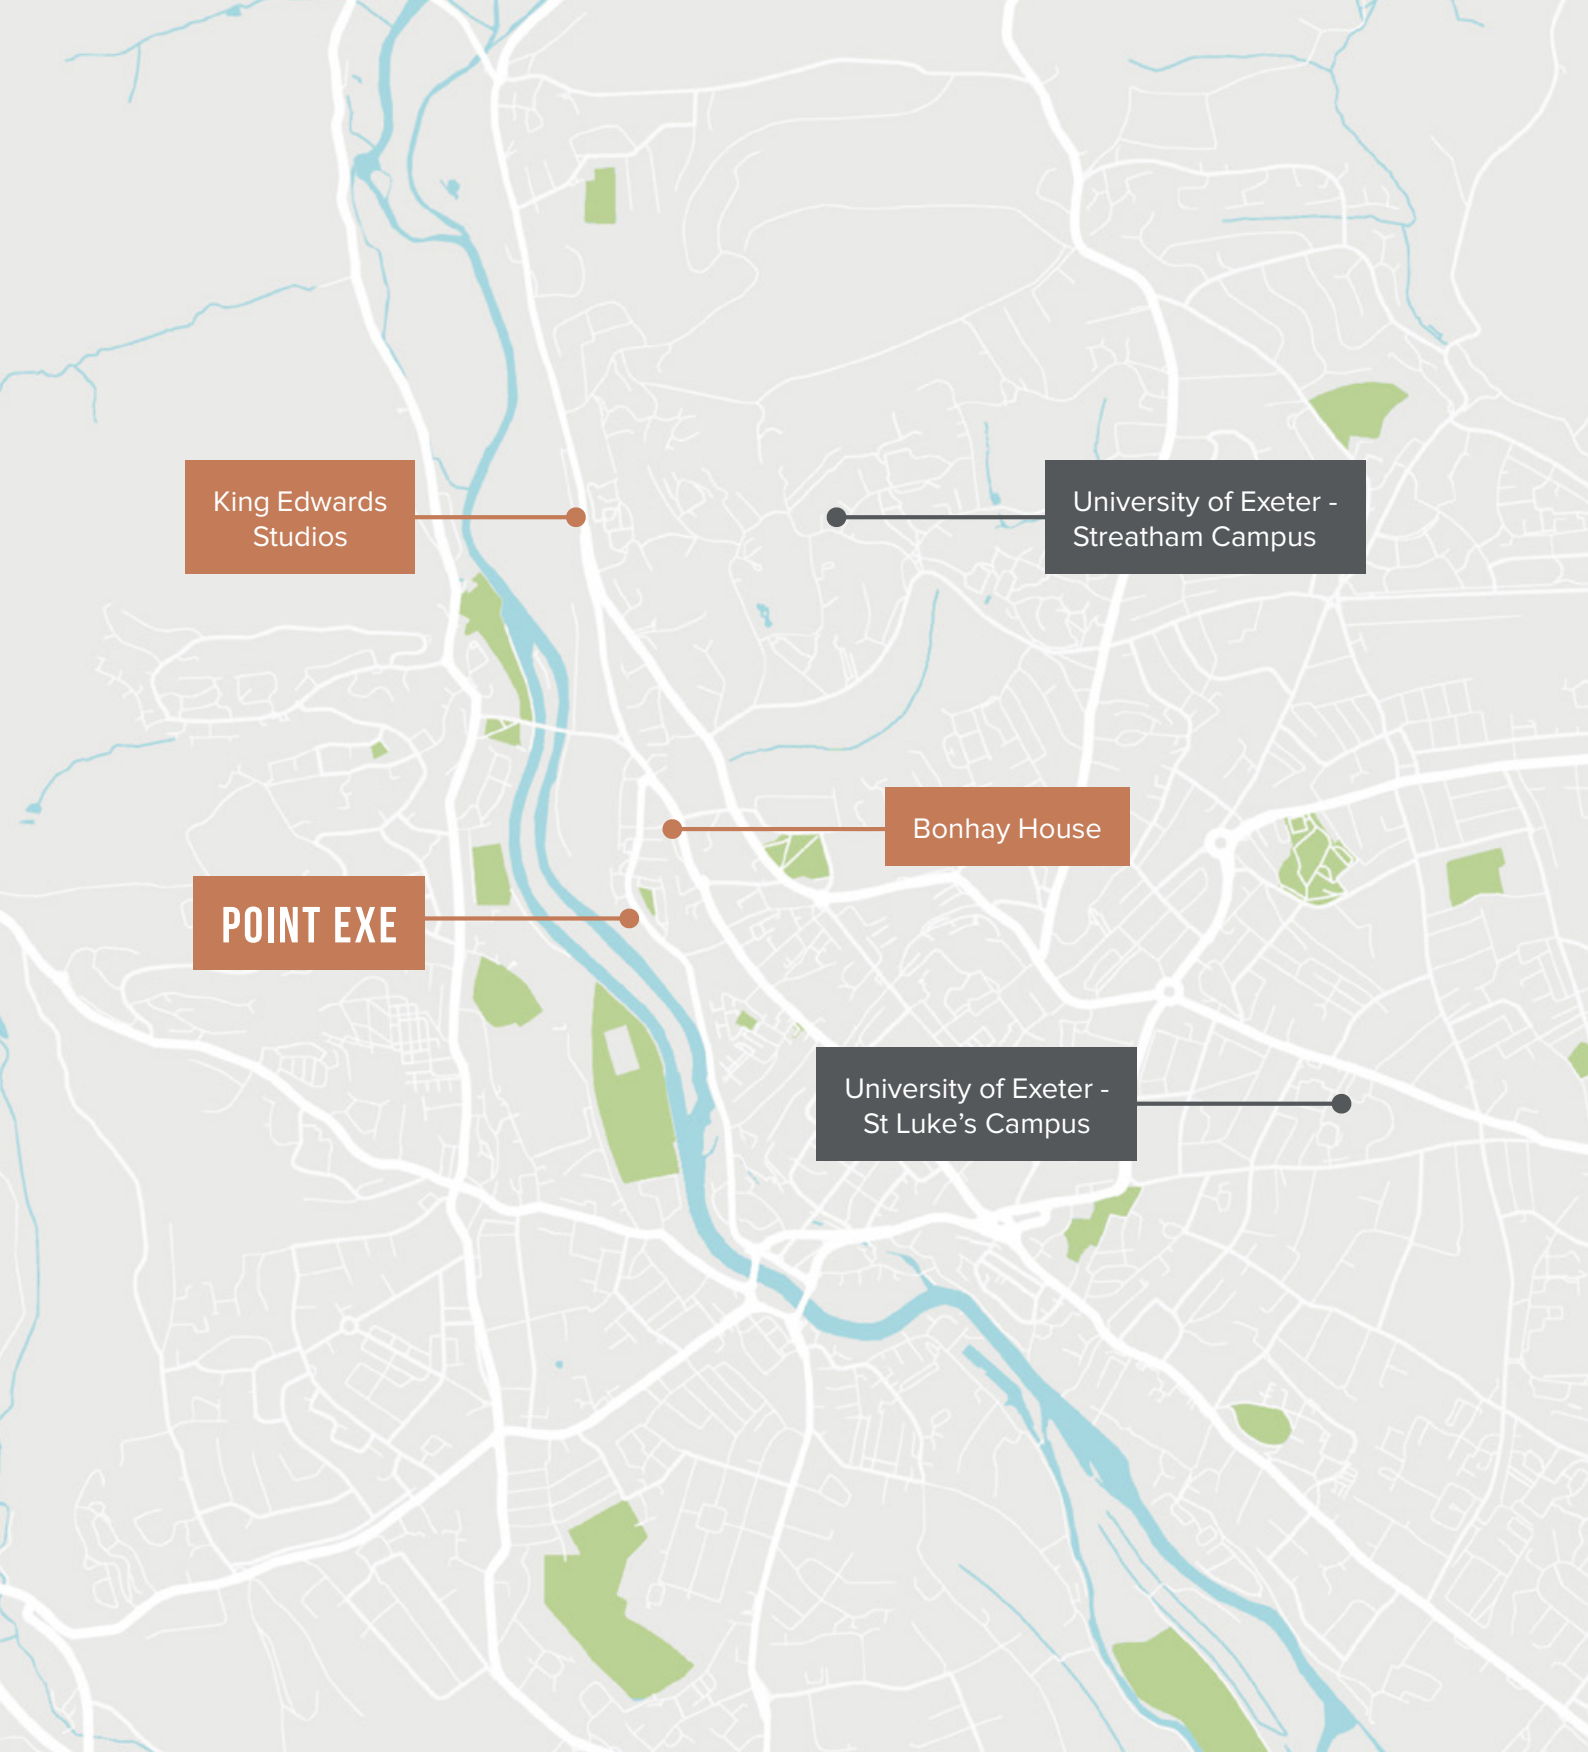 King Edwards
Studios
University of Exeter -
Streatham Campus
Bonhay House
POINT EXE
University of Exeter -
St Luke’s Campus